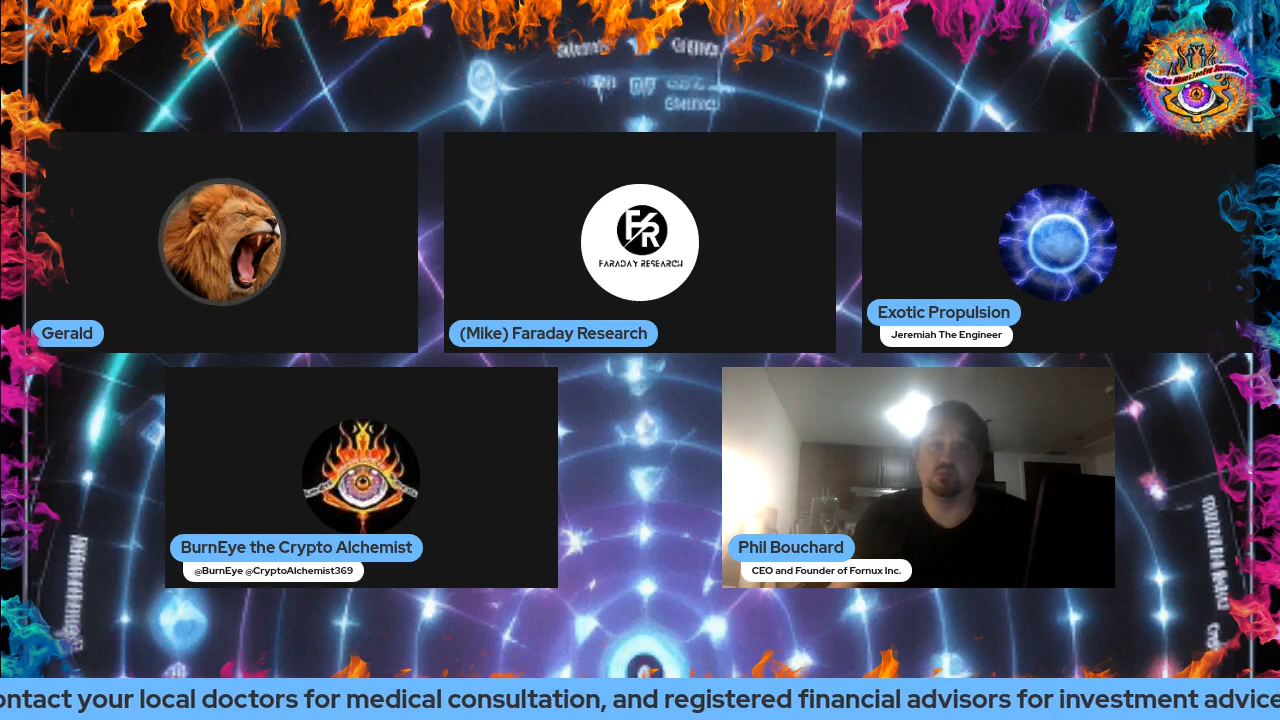 FR
FARADAY RESEARCH
Gerald
(Mike) Faraday Research
Exotic Propulsion
Jeremiah The Engineer
BurnEye the Crypto Alchemist
@BurnEye @CryptoAlchemist369
Phil Bouchard
CEO and Founder of Fornux Inc.
ontact your local doctors for medical consultation, and registered financial advisors for investment advice